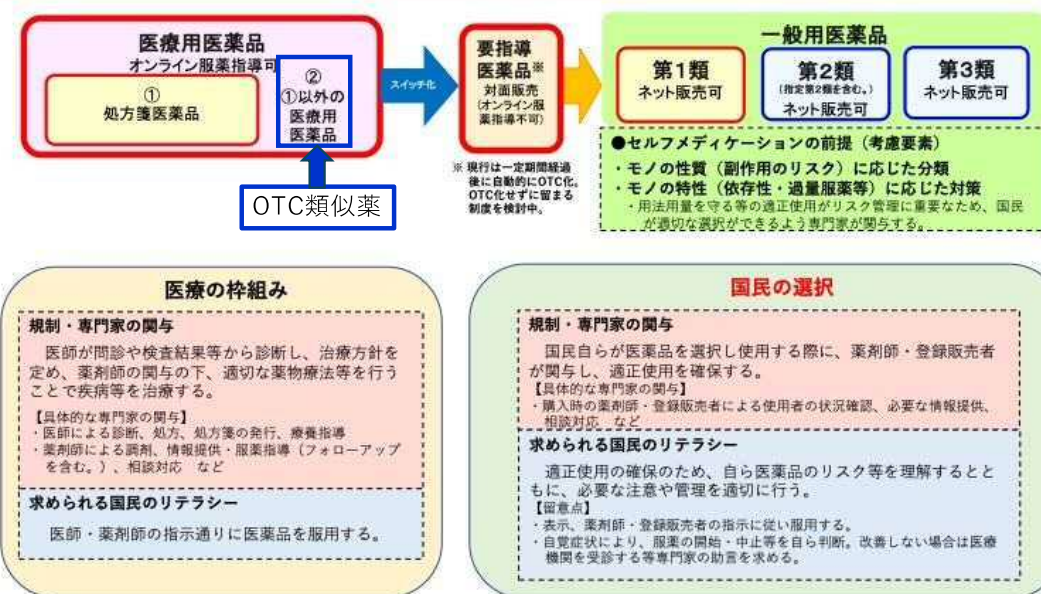 医療用医薬品
オンライン服薬指導可
①
処方箋医薬品
②
①以外の
医療用
医薬品
OTC類似薬
スイッチ化
要指導
医薬品※
対面販売
(オンライン服
薬指導不可)
※ 現行は一定期間経過
後に自動的にOTC化。
OTC化せずに留まる
制度を検討中。
一般用医薬品
第1類
ネット販売可
第2類
(指定第2類を含む。)
ネット販売可
第3類
ネット販売可
●セルフメディケーションの前提（考慮要素）
・モノの性質（副作用のリスク）に応じた分類
・モノの特性（依存性・過量服薬等）に応じた対策
・用法用量を守る等の適正使用がリスク管理に重要なため、国民
が適切な選択ができるよう専門家が関与する。
医療の枠組み
規制・専門家の関与
医師が問診や検査結果等から診断し、治療方針を
定め、薬剤師の関与の下、適切な薬物療法等を行う
ことで疾病等を治療する。
【具体的な専門家の関与】
・医師による診断、処方、処方箋の発行、療養指導
・薬剤師による調剤、情報提供・服薬指導（フォローアップ
を含む。）、相談対応　など
求められる国民のリテラシー
医師・薬剤師の指示通りに医薬品を服用する。
国民の選択
規制・専門家の関与
国民自らが医薬品を選択し使用する際に、薬剤師・登録販売者
が関与し、適正使用を確保する。
【具体的な専門家の関与】
・購入時の薬剤師・登録販売者による使用者の状況確認、必要な情報提供、
相談対応　など
求められる国民のリテラシー
適正使用の確保のため、自ら医薬品のリスク等を理解するとと
もに、必要な注意や管理を適切に行う。
【留意点】
・表示、薬剤師・登録販売者の指示に従い服用する。
・自覚症状により、服薬の開始・中止等を自ら判断。改善しない場合は医療
機関を受診する等専門家の助言を求める。